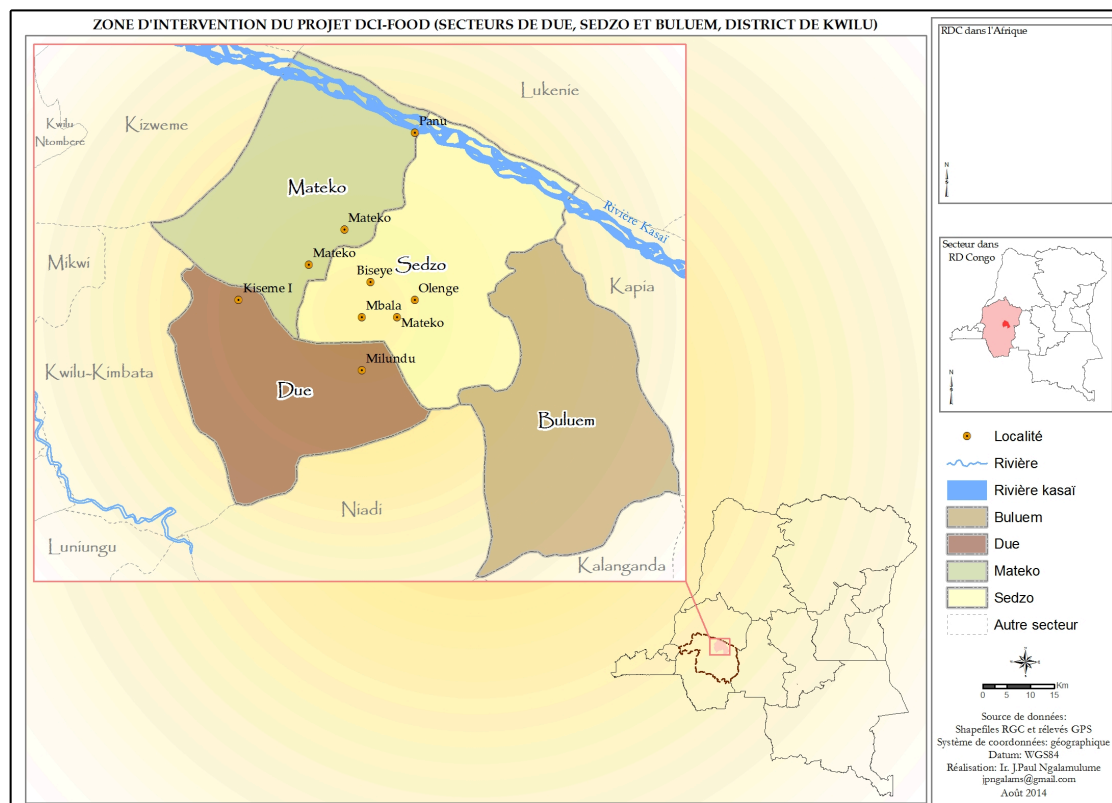 ZONE D'INTERVENTION DU PROJET DCI-FOOD (SECTEURS DE DUE, SEDZO ET BULUEM, DISTRICT DE KWILU)
Lukenie
Kwilu
Ntombere
Kizweme
Panu
Mateko
Mateko
Rivière Kasaï
Mikwi
Mateko
Sedzo
Biseye
Kapia
Kiseme I
Olenge
Mbala
Mateko
Kwilu-Kimbata
Milundu
Due
Buluem
Niadi
Luniungu
Kalanganda
RDC dans l'Afrique
N
Secteur dans
RD Congo
N
Localité
Rivière
Rivière kasaï
Buluem
Due
Mateko
Sedzo
Autre secteur
Km
0 5 10 15
Source de données:
Shapefiles RGC et rélevés GPS
Système de coordonnées: géographique
Datum: WGS84
Réalisation: Ir. J.Paul Ngalamulume
jpngalams@gmail.com
Août 2014